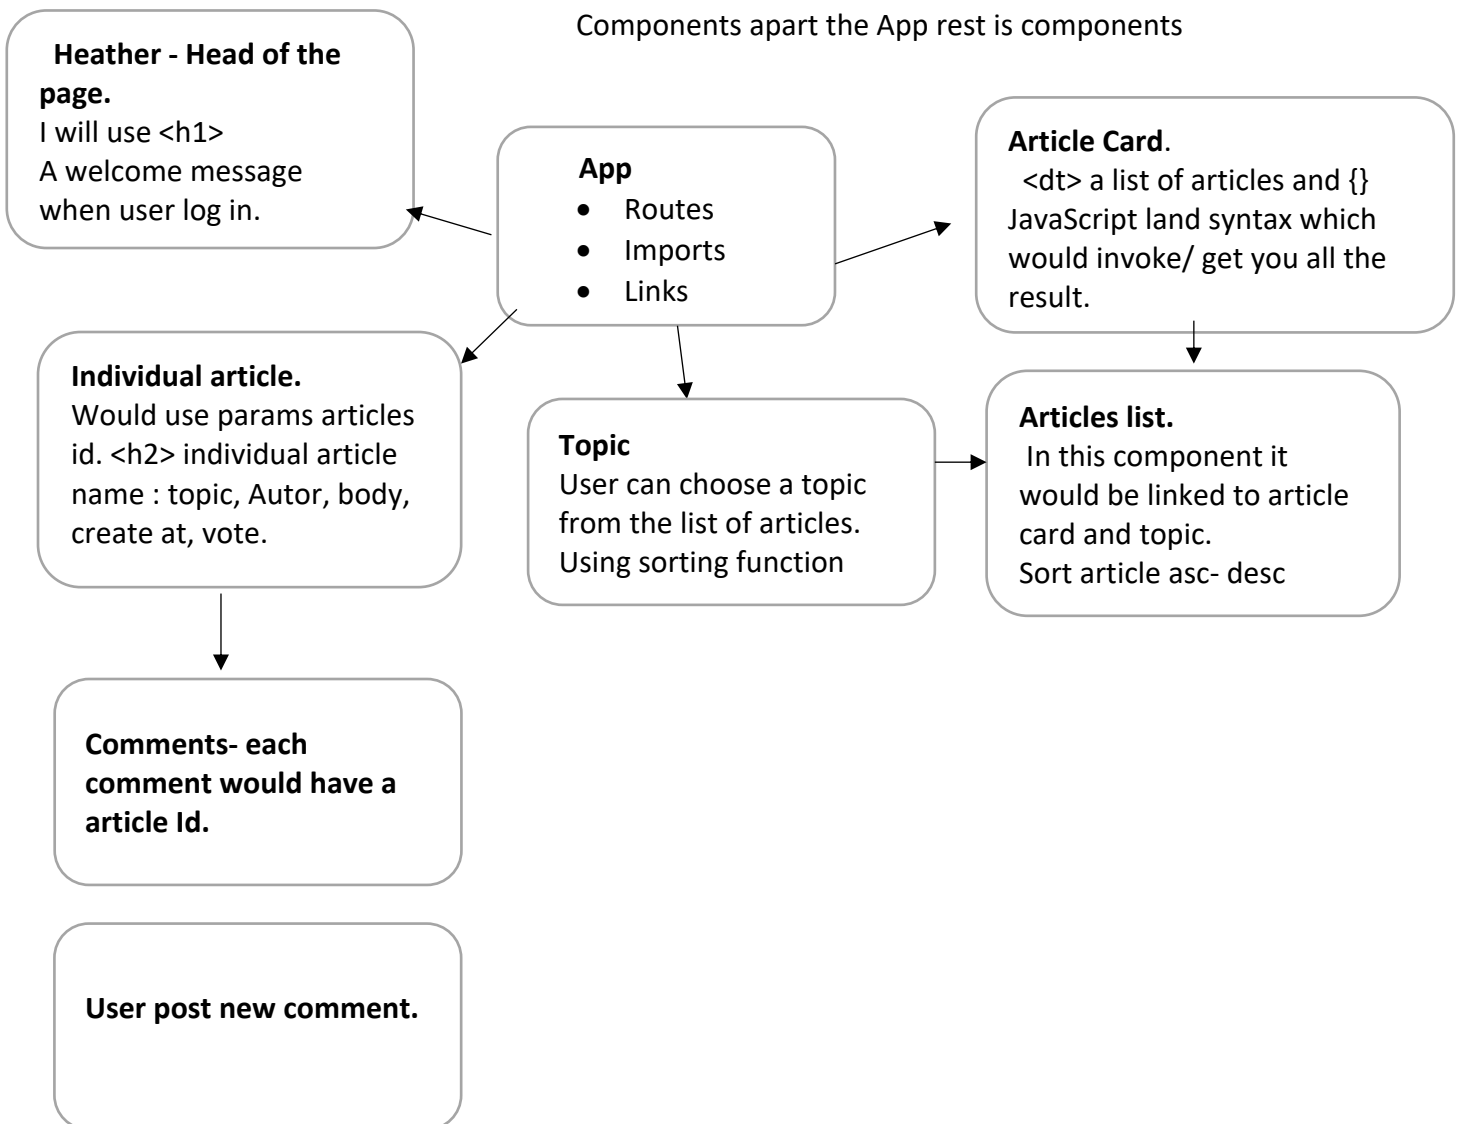 Components apart the App rest is components
Heather - Head of the
page.
I will use <h1>
A welcome message
when user log in.
App
• Routes
• Imports
• Links
Article Card.
<dt> a list of articles and {}
JavaScript land syntax which
would invoke/ get you all the
result.
Individual article.
Would use params articles
id. <h2> individual article
name : topic, Autor, body,
create at, vote.
Topic
User can choose a topic
from the list of articles.
Using sorting function
Articles list.
In this component it
would be linked to article
card and topic.
Sort article asc- desc
Comments- each
comment would have a
article Id.
User post new comment.